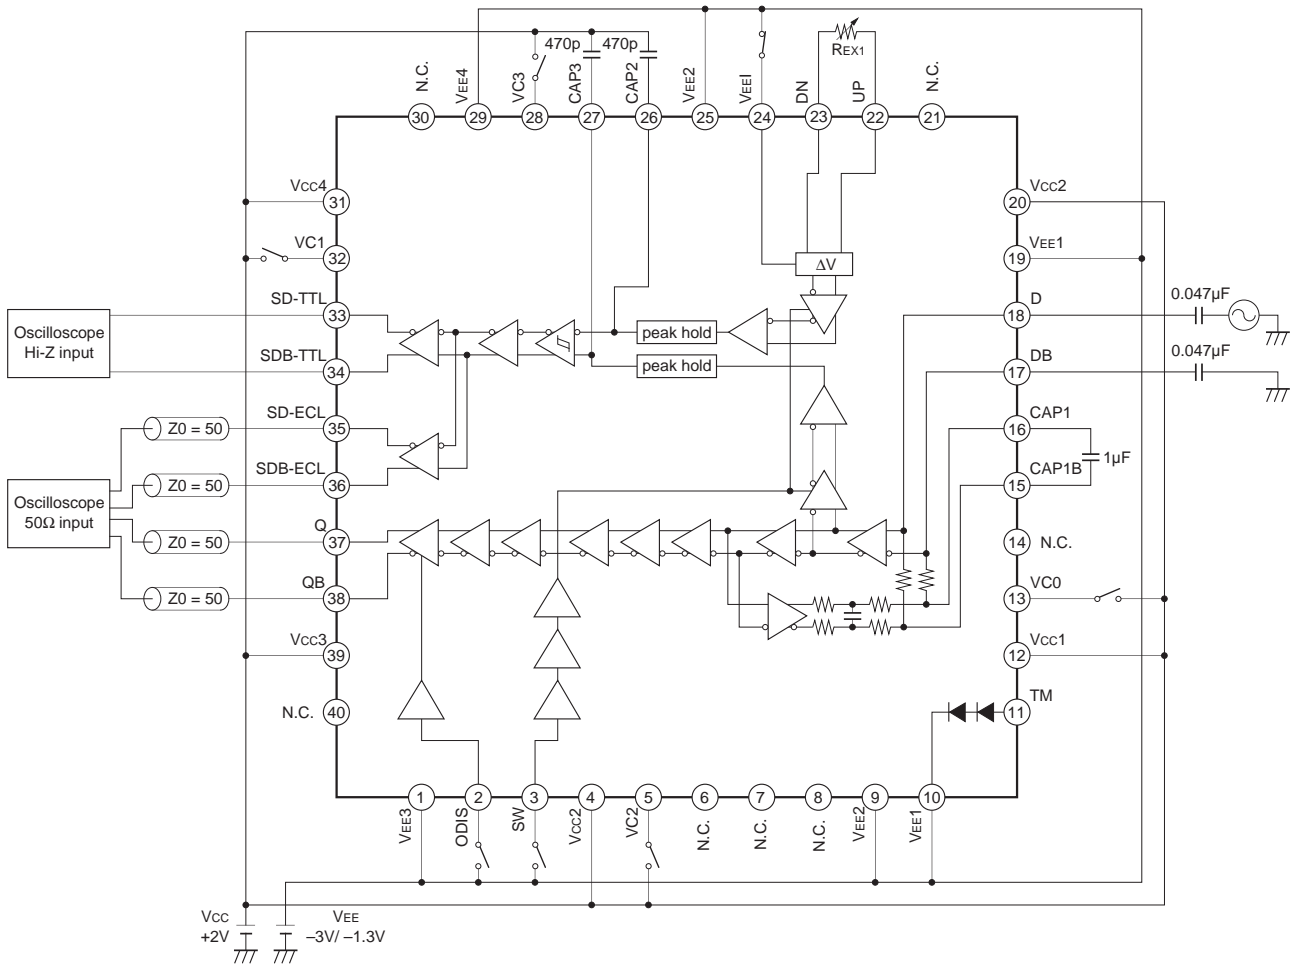 470p 470p
REX1
N.C.
VEE4
VC3
CAP3
CAP2
VEE2
VEEI
DN
UP
N.C.
30 29 28 27 26 25 24 23 22 21
VCC4
31
VC1
32
SD-TTL
33
SDB-TTL
34
SD-ECL
35
SDB-ECL
36
Q
37
QB
38
VCC3
39
N.C.
40
Oscilloscope
Hi-Z input
Oscilloscope
50Ω input
Z0 = 50
Z0 = 50
Z0 = 50
Z0 = 50
ΔV
peak hold
peak hold
VCC2
20
VEE1
19
D
18
0.047µF
DB
17
0.047µF
CAP1
16
1µF
CAP1B
15
14
N.C.
VC0
13
VCC1
12
TM
11
1 2 3 4 5 6 7 8 9 10
VEE3
ODIS
SW
VCC2
VC2
N.C.
N.C.
N.C.
VEE2
VEE1
VCC
+2V
VEE
–3V/ –1.3V